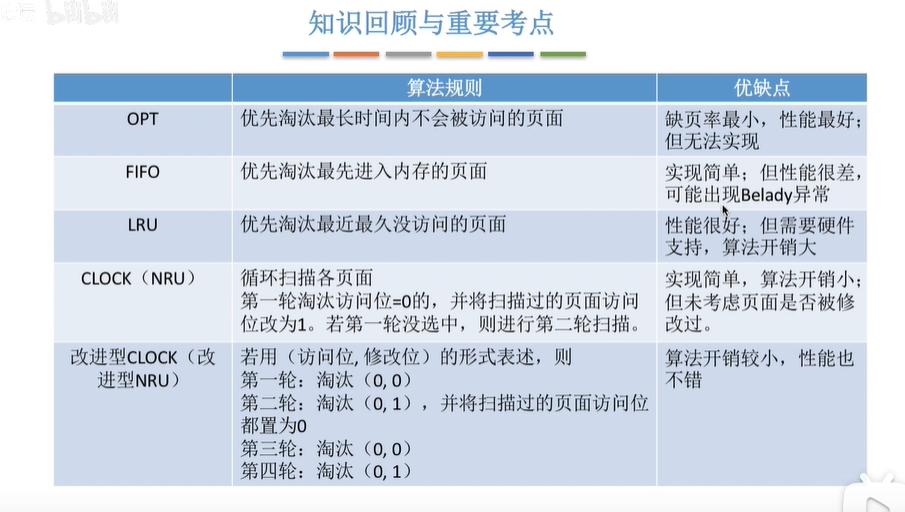 bilibili
知识回顾与重要考点
算法规则
优缺点
OPT
优先淘汰最长时间内不会被访问的页面
缺页率最小，性能最好；
但无法实现
FIFO
优先淘汰最先进入内存的页面
实现简单；但性能很差，
可能出现Belady异常
LRU
优先淘汰最近最久没访问的页面
性能很好；但需要硬件
支持，算法开销大
CLOCK（NRU）
循环扫描各页面
第一轮淘汰访问位=0的，并将扫描过的页面访问
位改为1。若第一轮没选中，则进行第二轮扫描。
实现简单，算法开销小；
但未考虑页面是否被修
改过。
改进型CLOCK（改
进型NRU）
若用（访问位, 修改位）的形式表述，则
第一轮：淘汰（0, 0）
第二轮：淘汰（0, 1），并将扫描过的页面访问位
都置为0
第三轮：淘汰（0, 0）
第四轮：淘汰（0, 1）
算法开销较小，性能也
不错